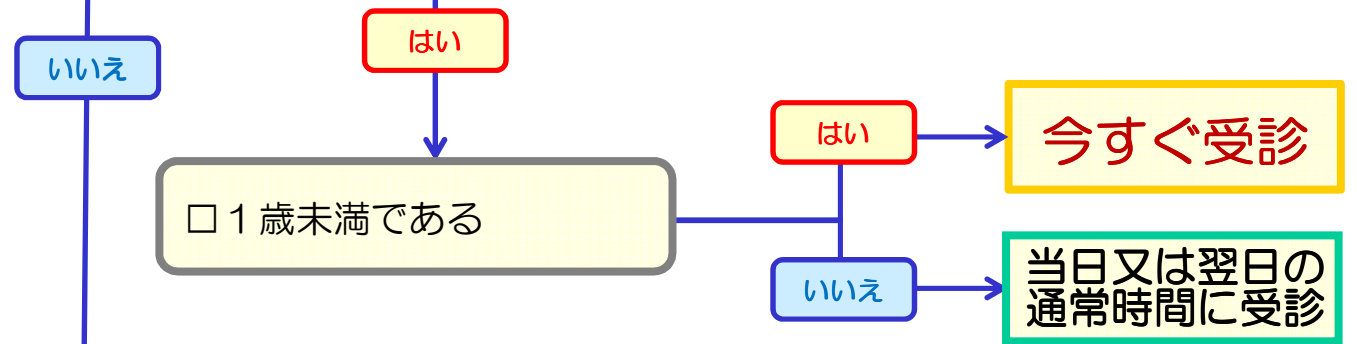 はい
いいえ
はい
今すぐ受診
□１歳未満である
いいえ
当日又は翌日の
通常時間に受診